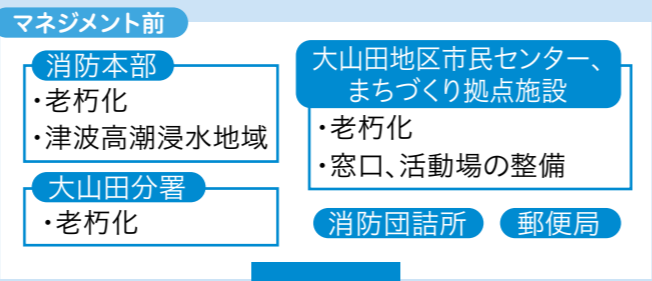 マネジメント前
消防本部
・老朽化
・津波高潮浸水地域
大山田分署
・老朽化
大山田地区市民センター、
まちづくり拠点施設
・老朽化
・窓口、活動場の整備
消防団詰所
郵便局